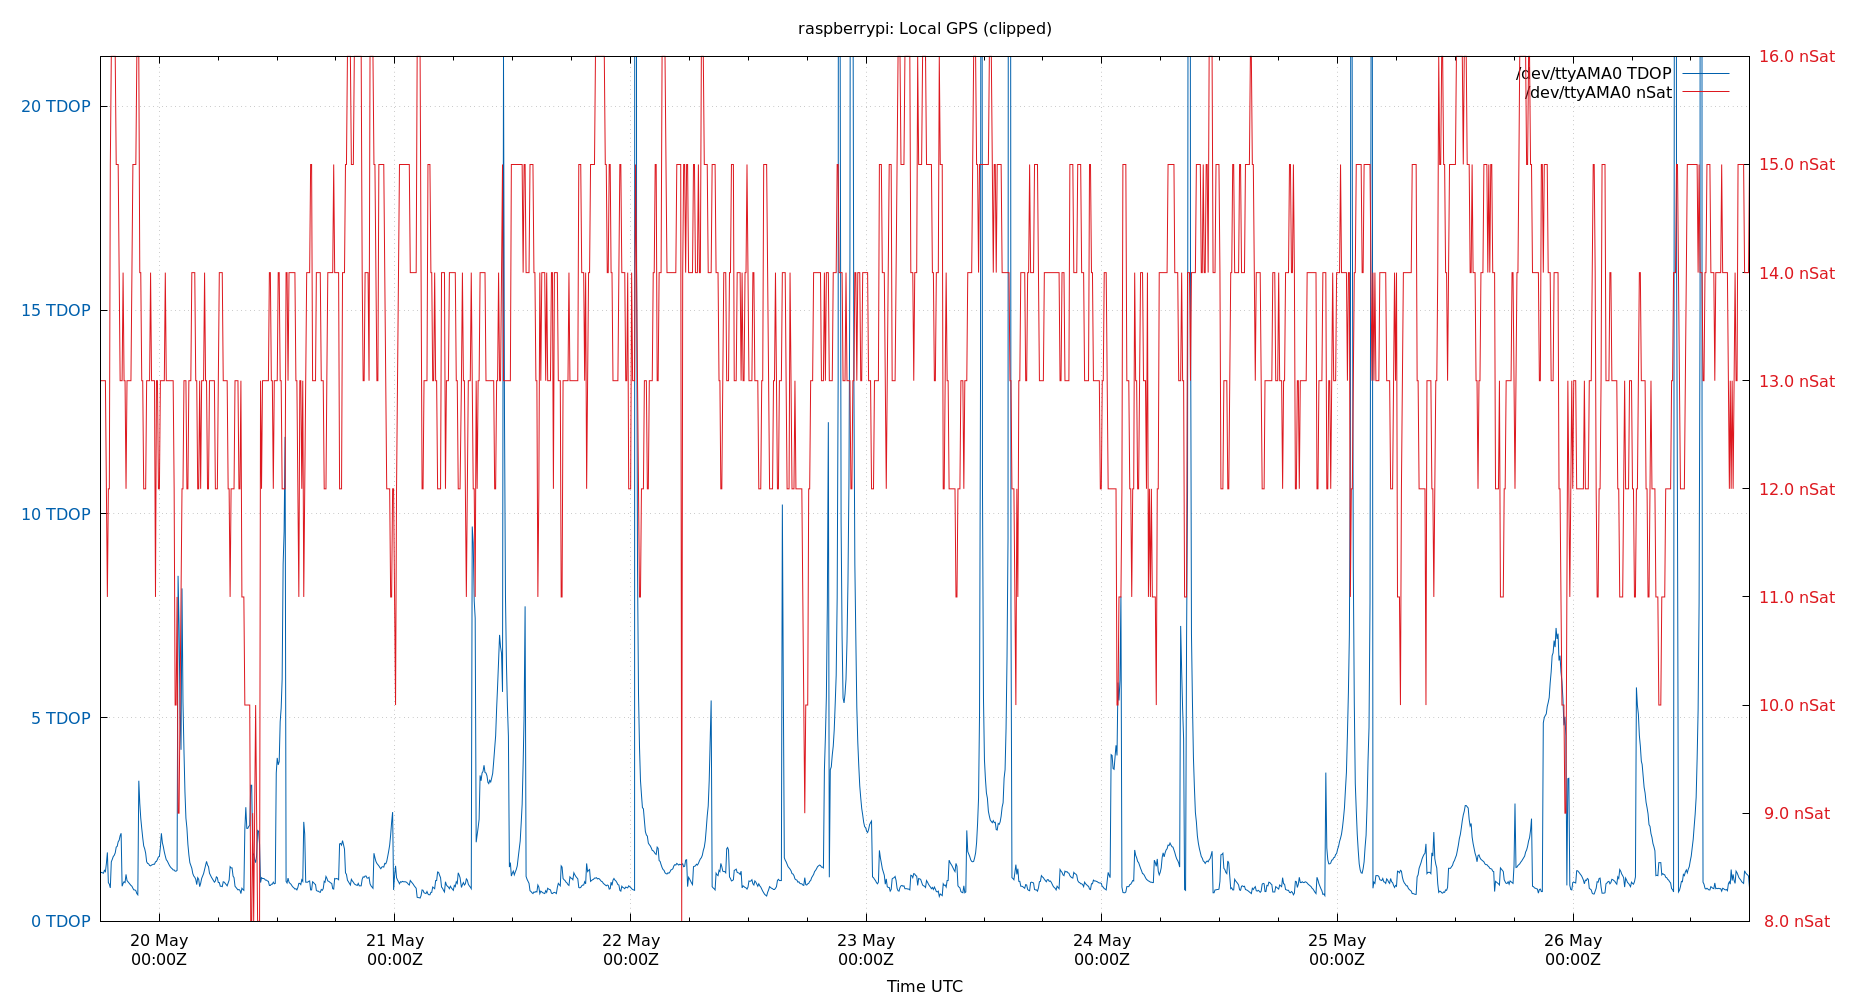 raspberrypi: Local GPS (clipped)
/dev/ttyAMA0 TDOP
/dev/ttyAMA0 nSat
20 TDOP
15 TDOP
10 TDOP
5 TDOP
0 TDOP
16.0 nSat
15.0 nSat
14.0 nSat
13.0 nSat
12.0 nSat
11.0 nSat
10.0 nSat
9.0 nSat
8.0 nSat
20 May
00:00Z
21 May
00:00Z
22 May
00:00Z
23 May
00:00Z
24 May
00:00Z
25 May
00:00Z
26 May
00:00Z
Time UTC